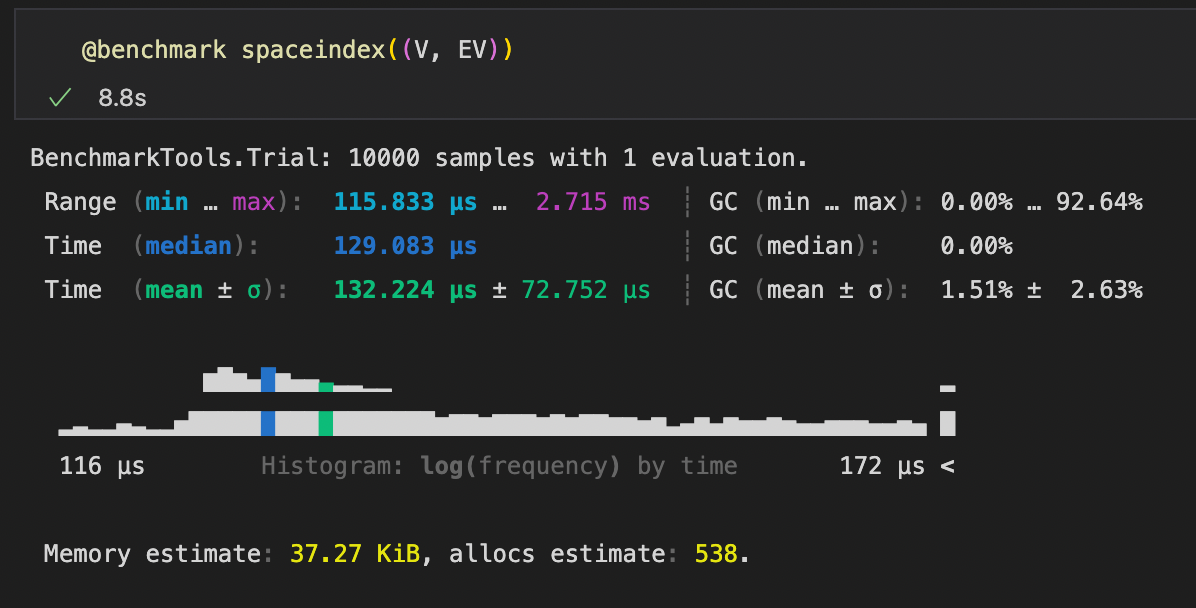 @benchmark spaceindex((V, EV))
✓ 8.8s
BenchmarkTools.Trial: 10000 samples with 1 evaluation.
Range (min … max): 115.833 μs … 2.715 ms ┊ GC (min … max): 0.00% … 92.64%
Time (median): 129.083 μs ┊ GC (median): 0.00%
Time (mean ± σ): 132.224 μs ± 72.752 μs ┊ GC (mean ± σ): 1.51% ± 2.63%
116 μs Histogram: log(frequency) by time 172 μs <
Memory estimate: 37.27 KiB, allocs estimate: 538.